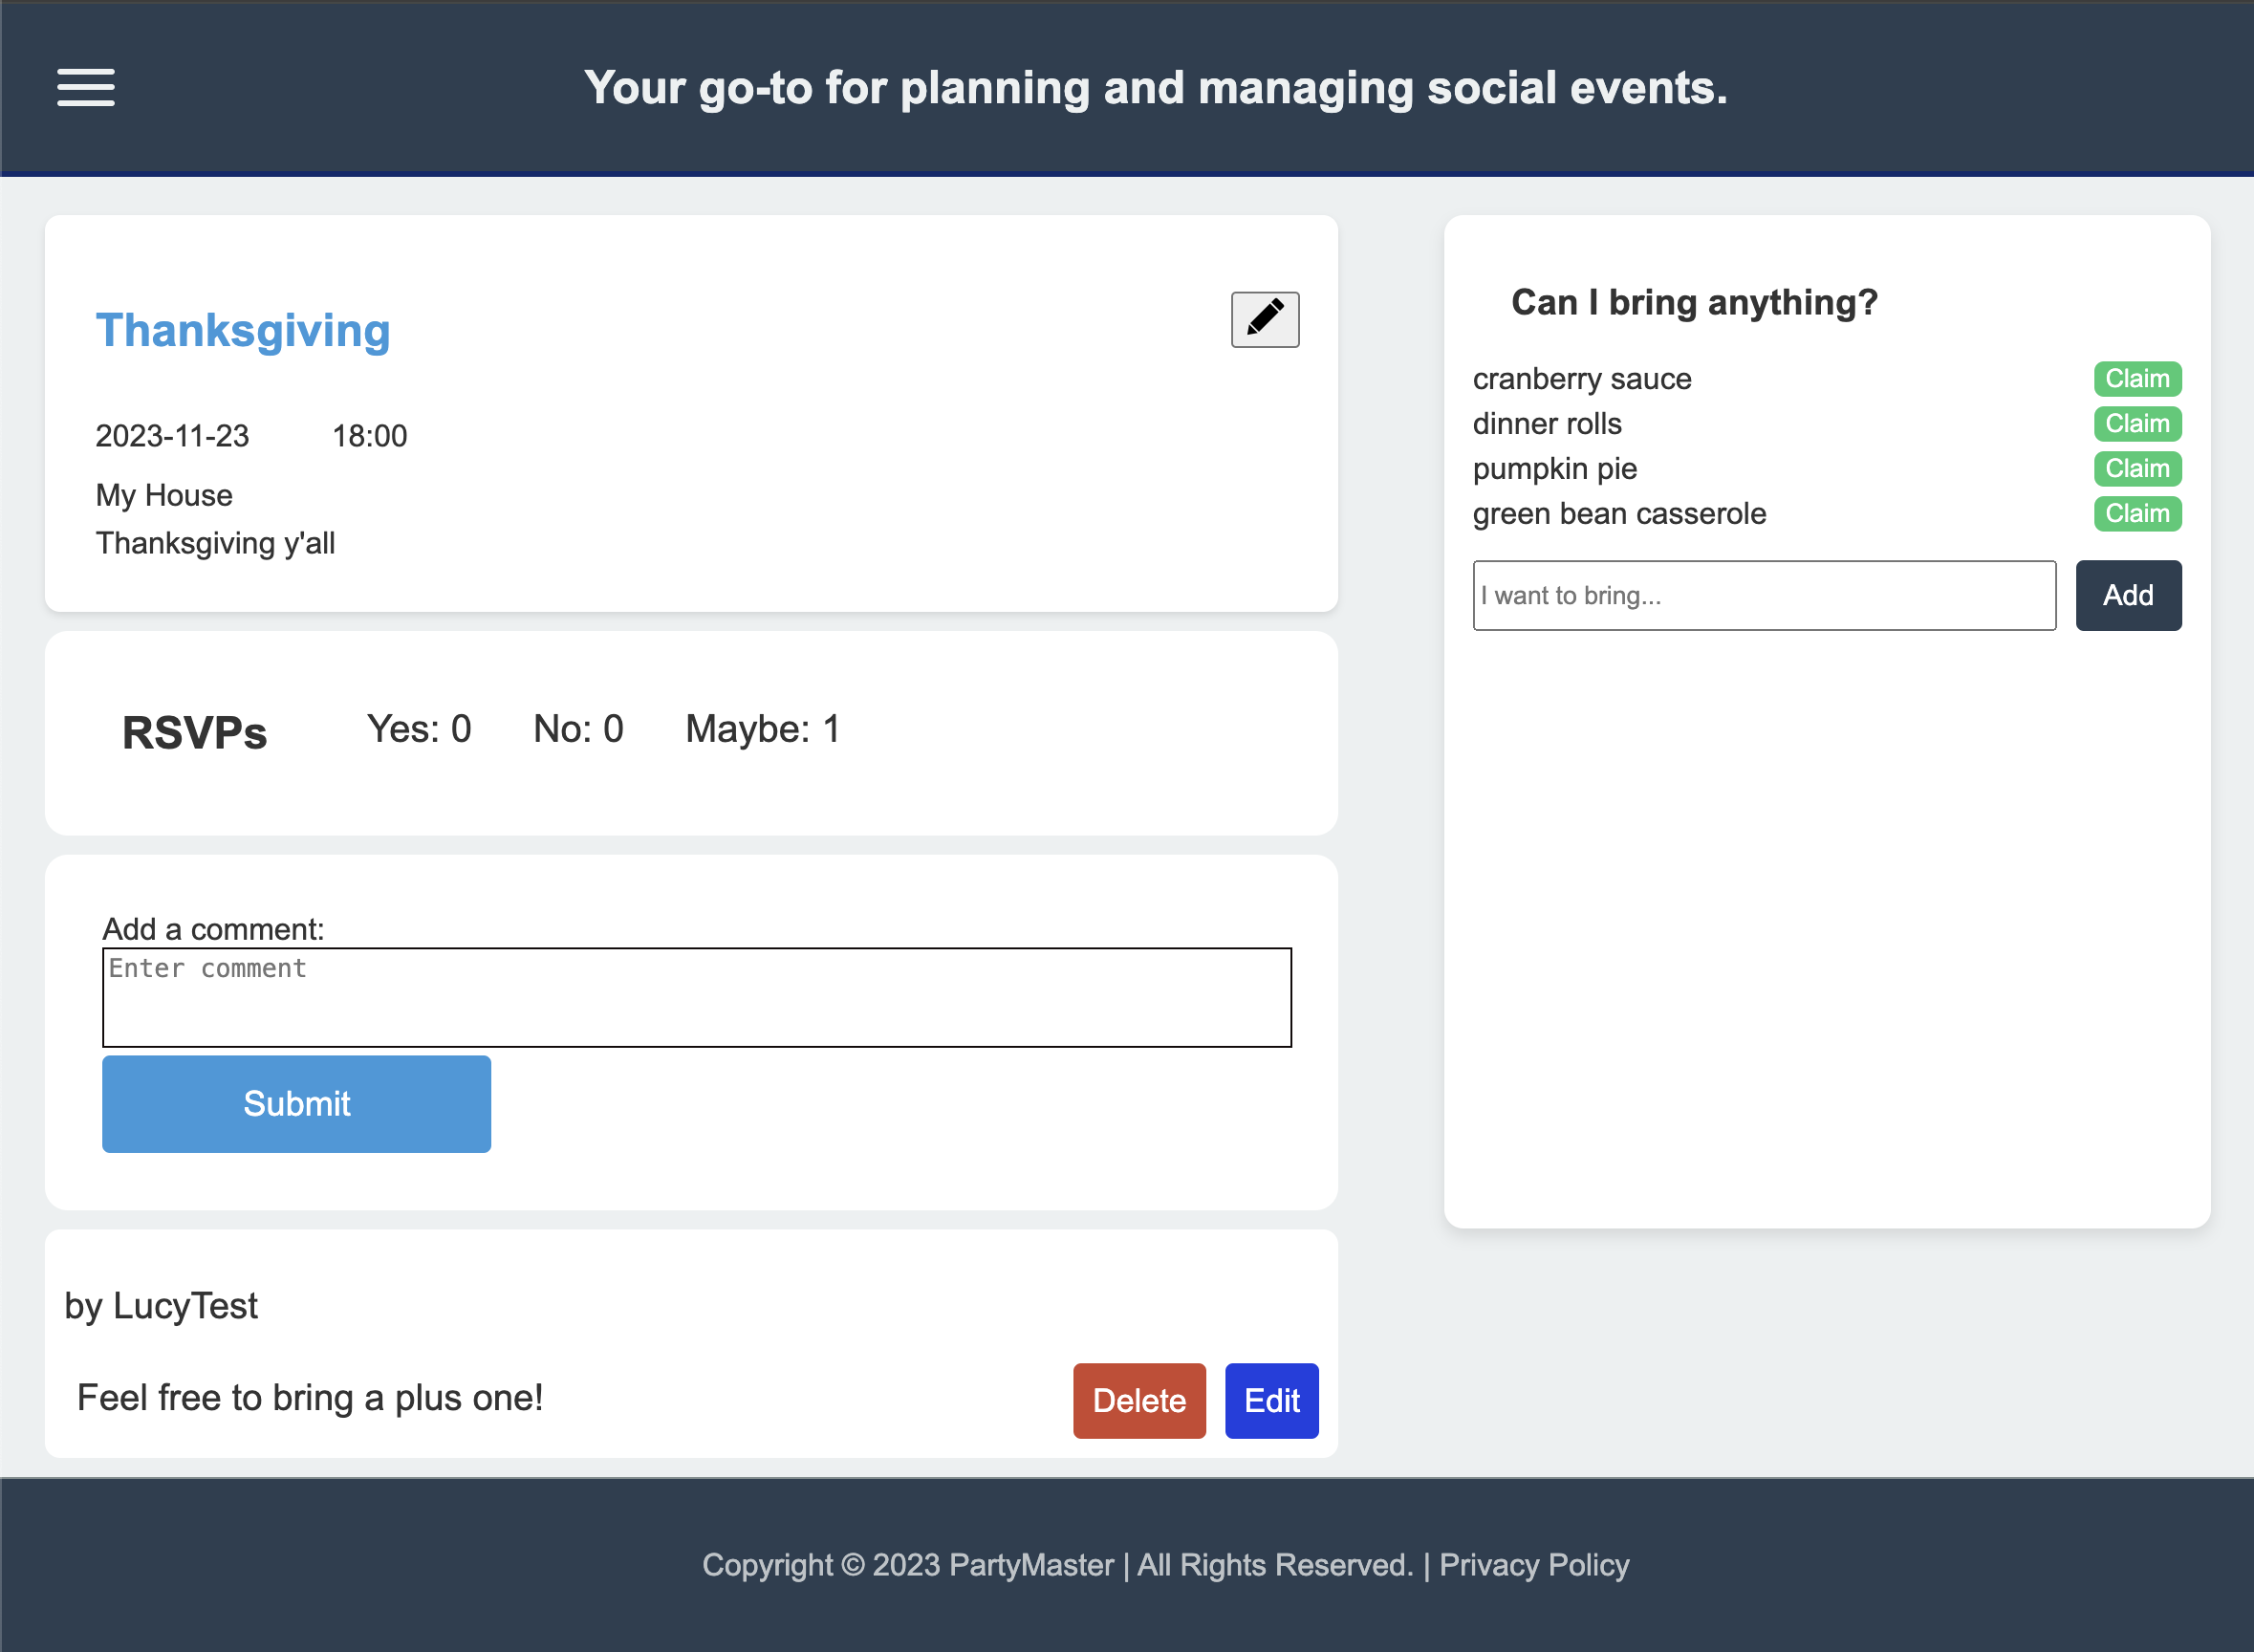 Your go-to for planning and managing social events.
Thanksgiving
2023-11-23 18:00
My House
Thanksgiving y'all
RSVPs Yes: 0 No: 0 Maybe: 1
Add a comment:
Enter comment
Submit
by LucyTest
Feel free to bring a plus one! Delete Edit
Can I bring anything?
cranberry sauce Claim
dinner rolls Claim
pumpkin pie Claim
green bean casserole Claim
I want to bring... Add
Copyright © 2023 PartyMaster | All Rights Reserved. | Privacy Policy